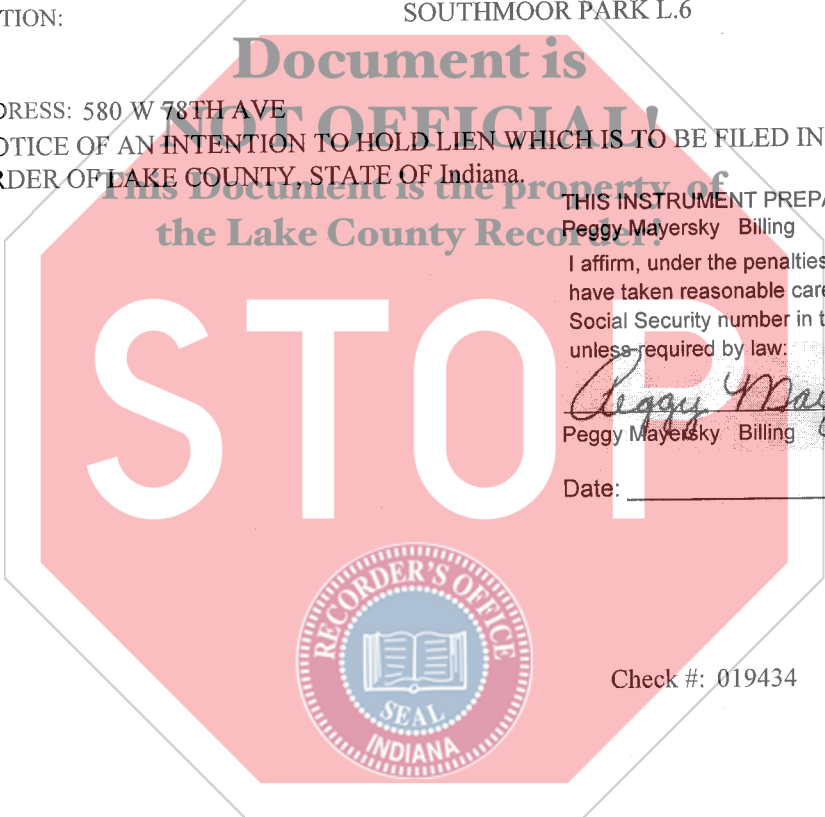 TION:
SOUTHMOOR PARK L.6
Document is
DRESS: 580 W 78TH AVE
NOT OFFICIAL!
OTICE OF AN INTENTION TO HOLD LIEN WHICH IS TO BE FILED IN
RDER OF LAKE COUNTY, STATE OF Indiana.
This Document is the property of
the Lake County Recorder!
THIS INSTRUMENT PREPA
Peggy Mayersky Billing
I affirm, under the penalties
have taken reasonable care
Social Security number in t
unless required by law:
Peggy May
Peggy Mayersky Billing
Date:
STOP
RECORDER'S OFFICE
SEAL
INDIANA
Check #: 019434